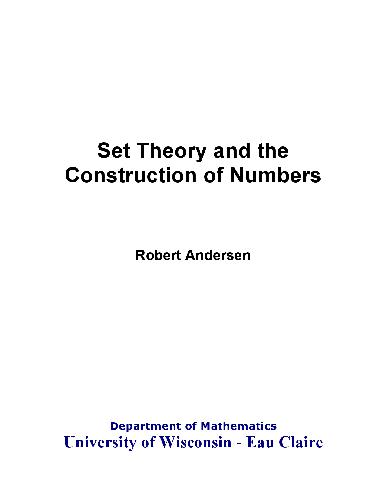 Set Theory and the
Construction of Numbers
Robert Andersen
Department of Mathematics
University of Wisconsin - Eau Claire